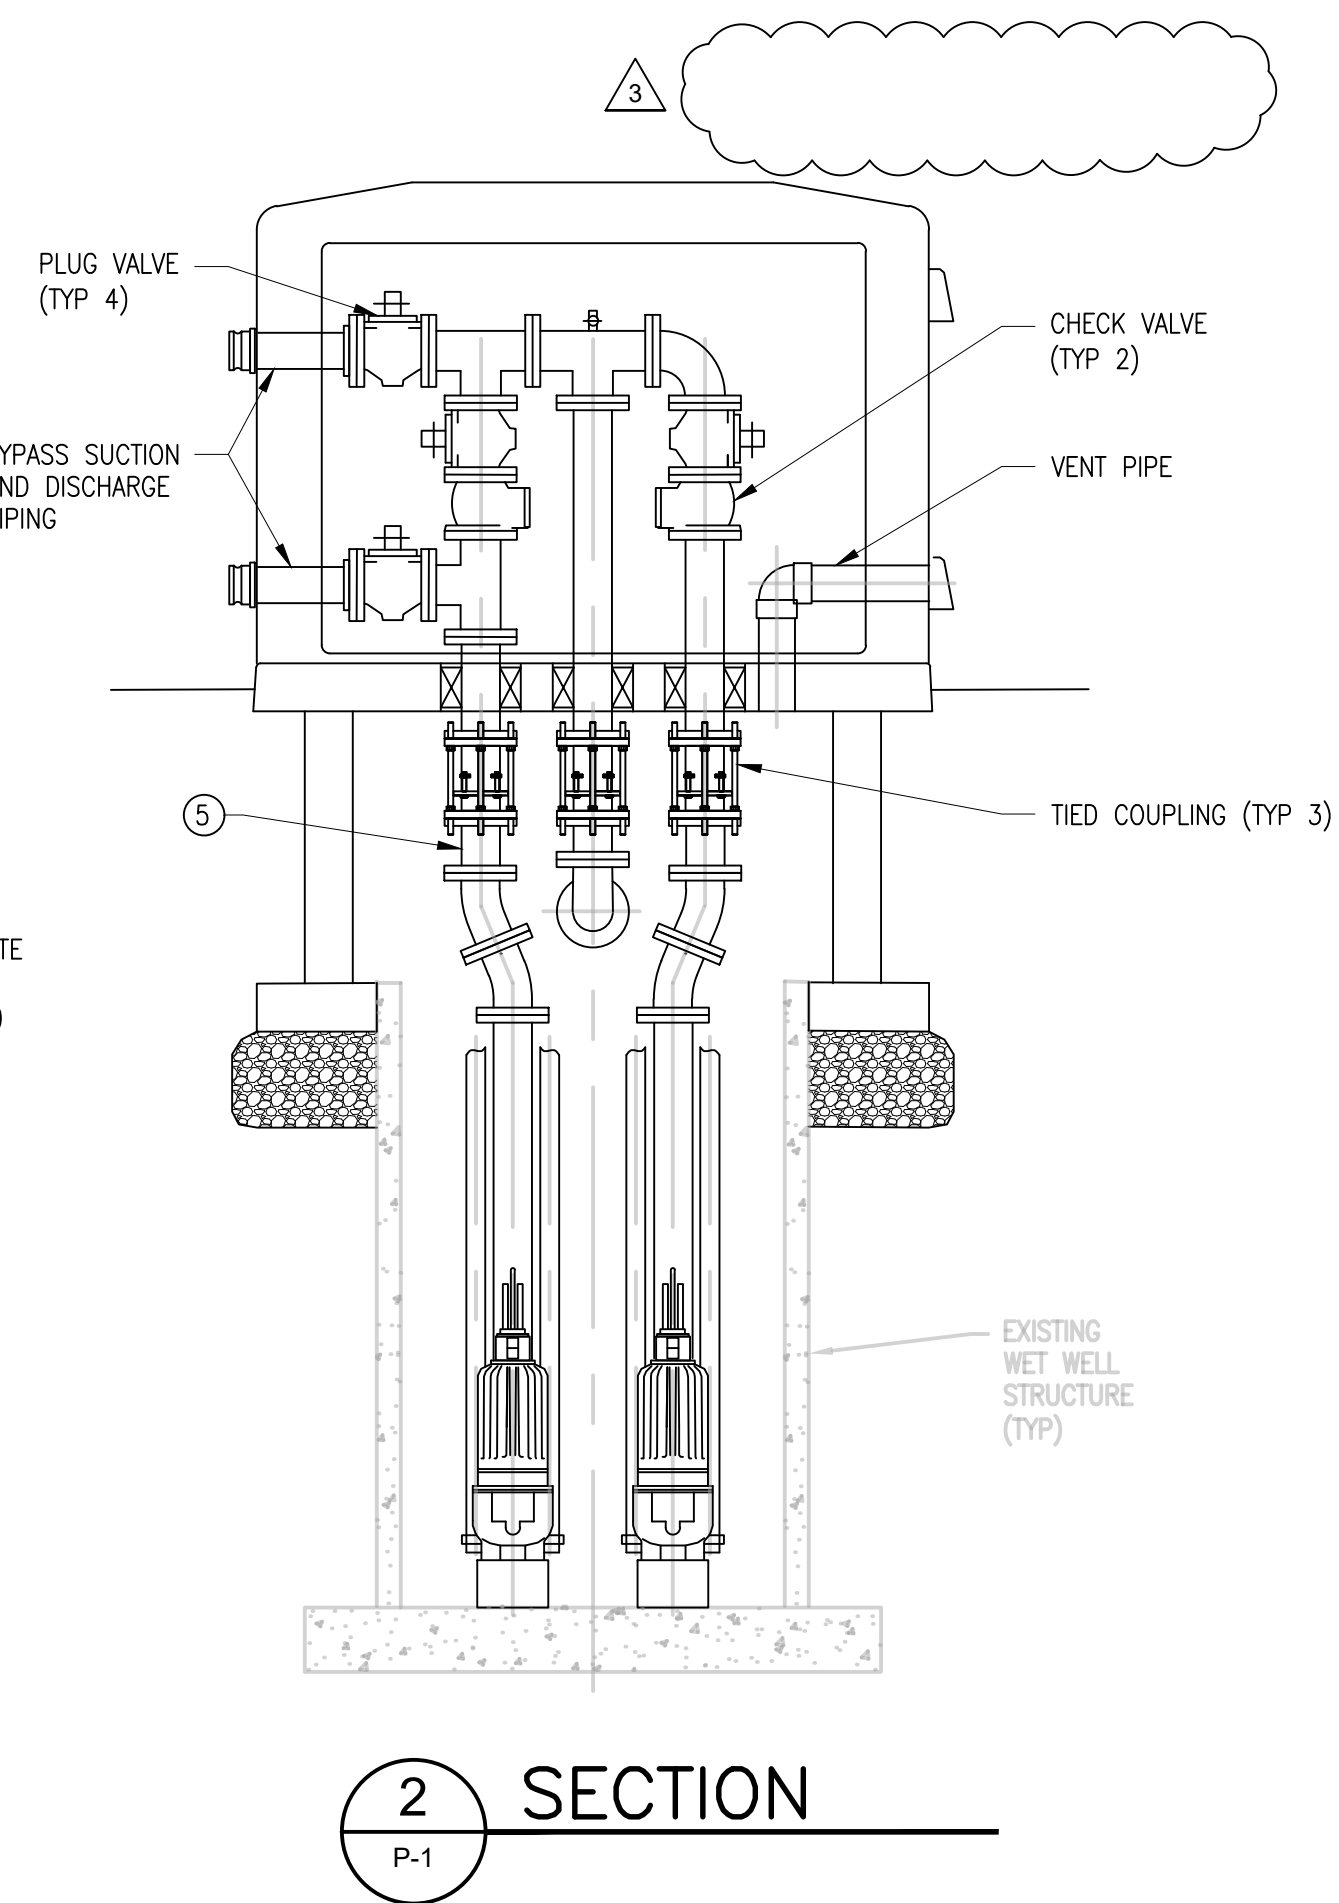 3
PLUG VALVE
(TYP 4)
CHECK VALVE
(TYP 2)
YPASS SUCTION
ND DISCHARGE
IPING
VENT PIPE
5
TIED COUPLING (TYP 3)
TE
)
EXISTING
WET WELL
STRUCTURE
(TYP)
2
SECTION
P-1